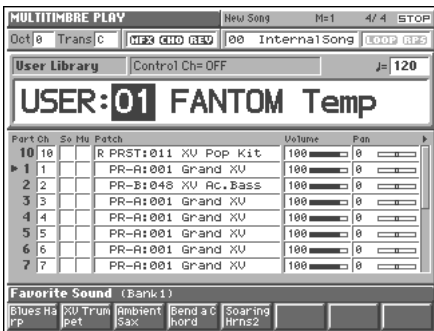 MULTITIMBRE PLAY New Song M=1 4/ 4 STOP
Oct 0 Trans C MFX CHO REV 00 InternalSong LOOP RPS
User Library Control Ch= OFF ♩= 120
USER:01 FANTOM Temp
Part Ch So Mu Patch Volume Pan
10 10 R PRST:011 XV Pop Kit 100 0
1 1 PR-A:001 Grand XV 100 0
2 2 PR-B:048 XV Ac.Bass 100 0
3 3 PR-A:001 Grand XV 100 0
4 4 PR-A:001 Grand XV 100 0
5 5 PR-A:001 Grand XV 100 0
6 6 PR-A:001 Grand XV 100 0
7 7 PR-A:001 Grand XV 100 0
Favorite Sound (Bank1)
Blues Ha XV Trum Ambient Bend a C Soaring
rp pet Sax hord Hrns2